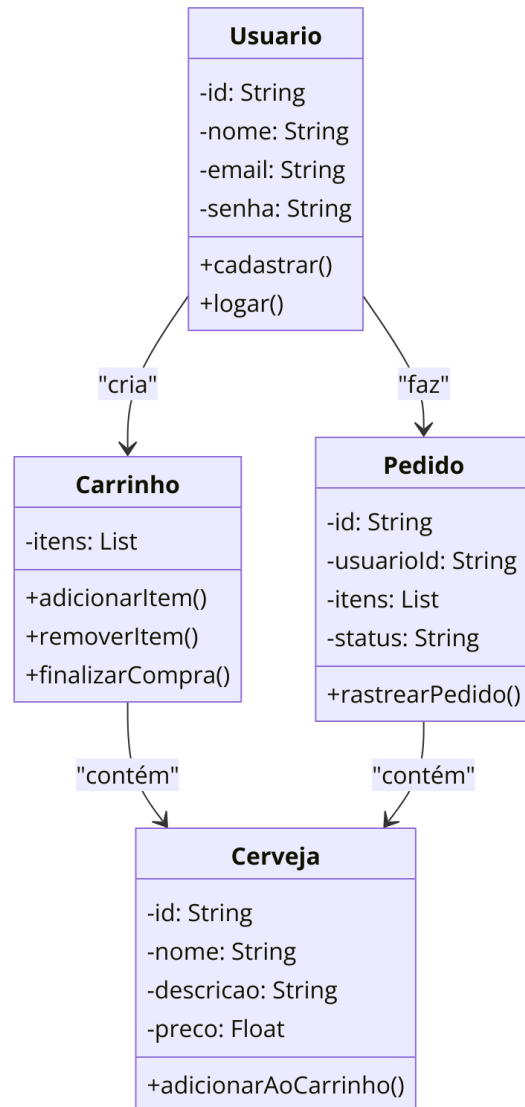 Usuario
-id: String
-nome: String
-email: String
-senha: String
+cadastrar()
+logar()
"cria"
"faz"
Carrinho
-itens: List
+adicionarItem()
+removerItem()
+finalizarCompra()
Pedido
-id: String
-usuarioId: String
-itens: List
-status: String
+rastrearPedido()
"contém"
"contém"
Cerveja
-id: String
-nome: String
-descricao: String
-preco: Float
+adicionarAoCarrinho()